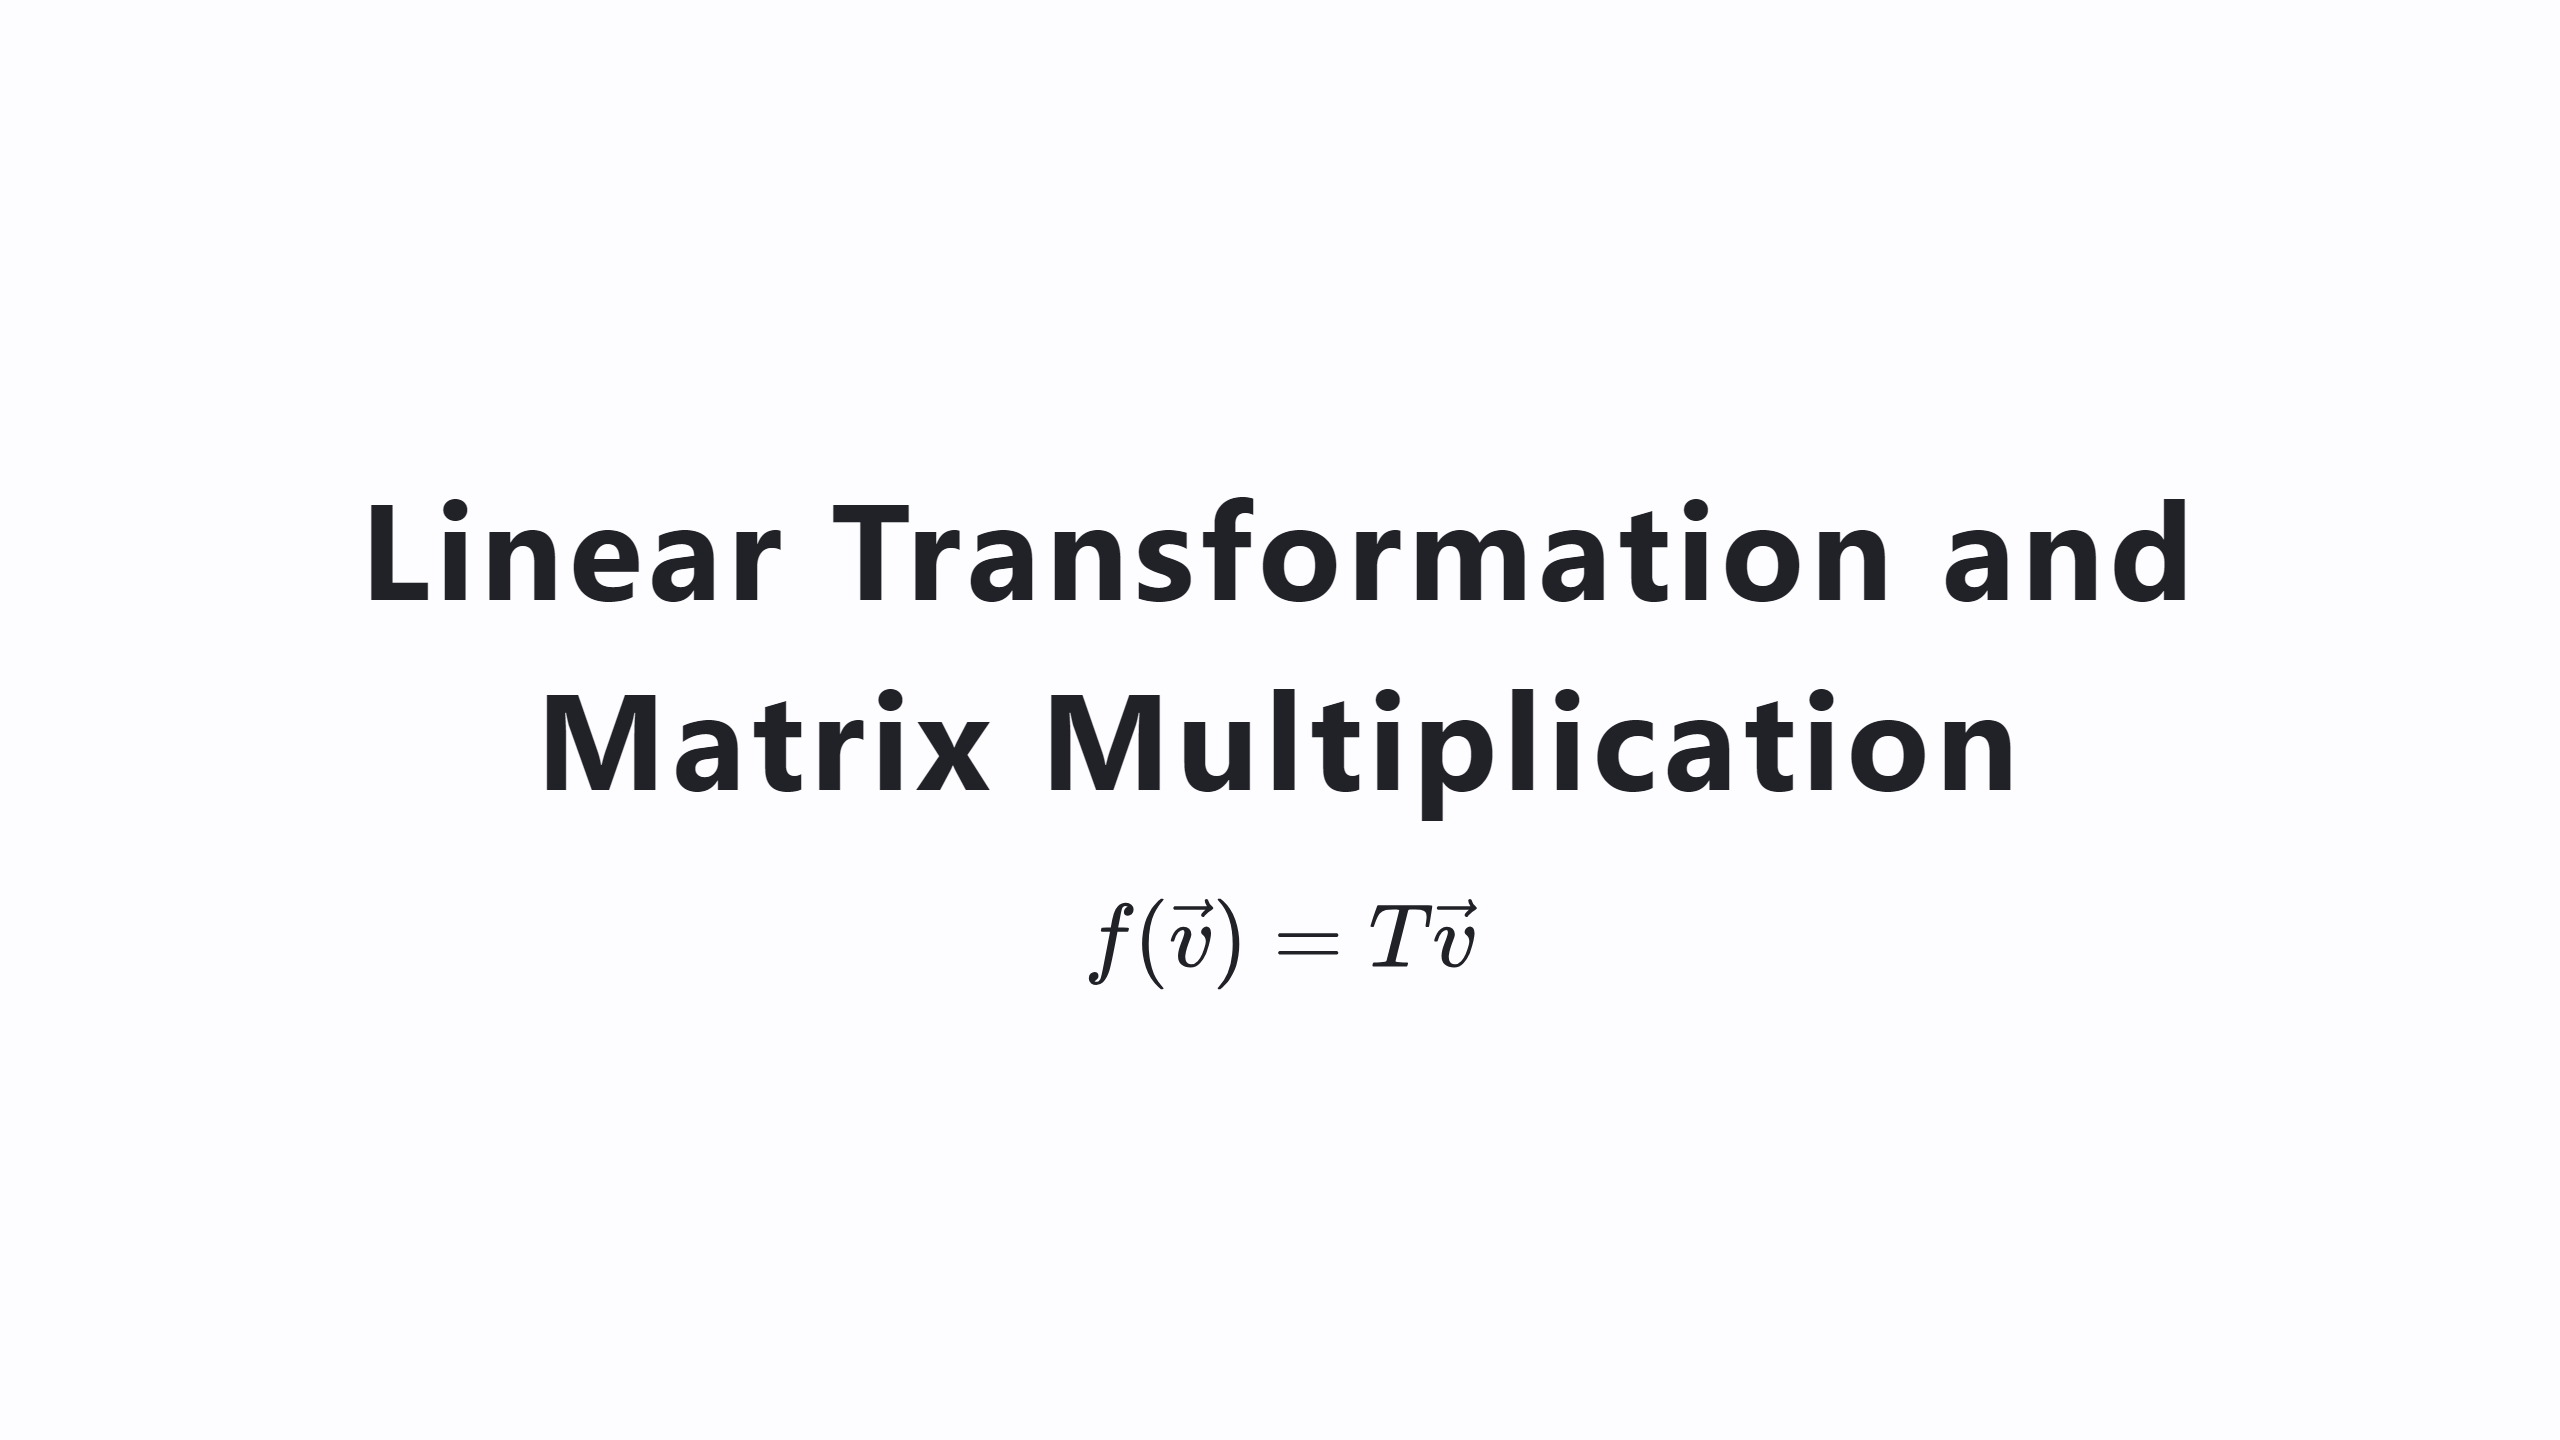 Linear Transformation and
Matrix Multiplication
f(v⃗) = Tv⃗